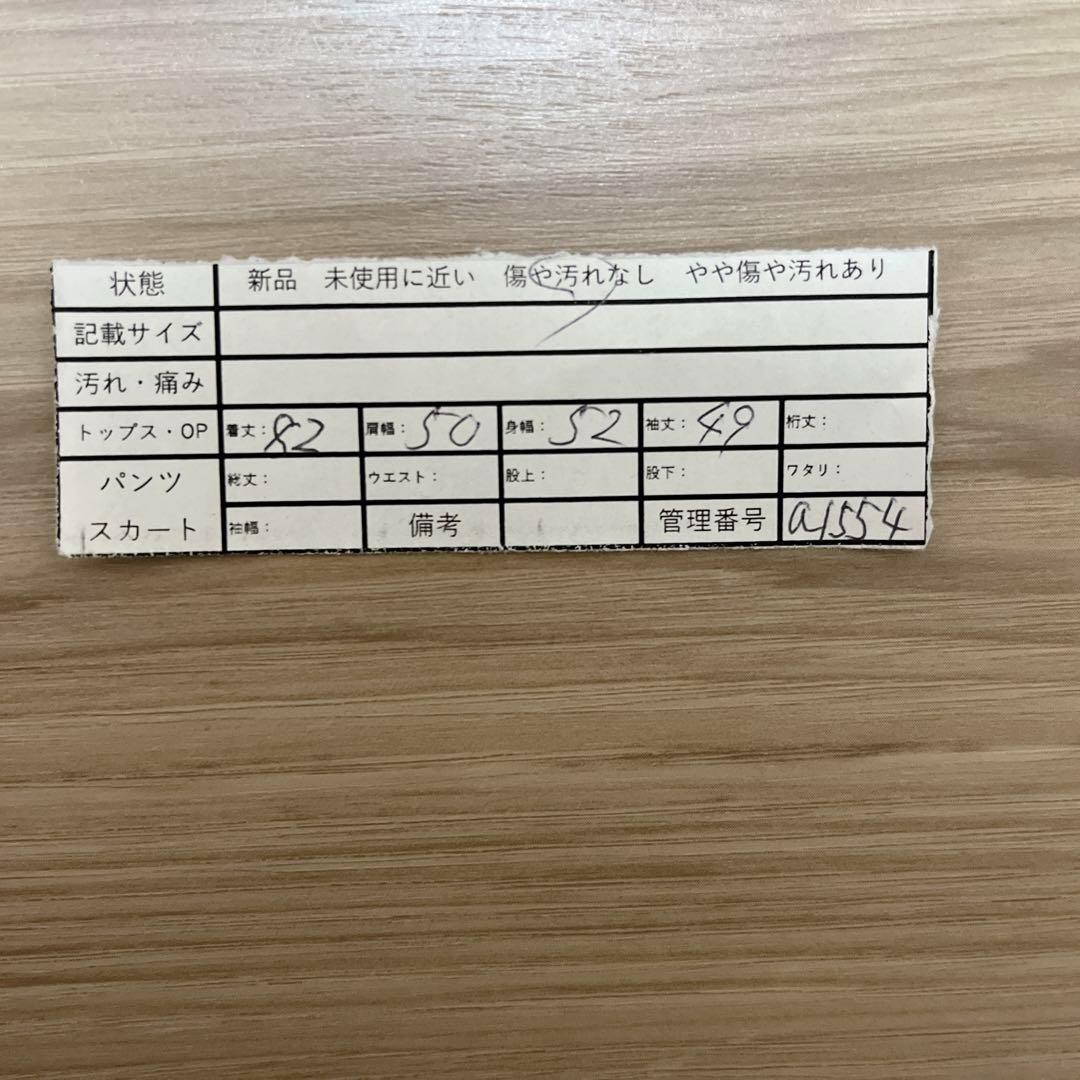 状態 新品 未使用に近い 傷や汚れなし やや傷や汚れあり
記載サイズ
汚れ・痛み
トップス・OP 着丈：82 肩幅：50 身幅：52 袖丈：49 裄丈：
パンツ 総丈： ウエスト： 股上： 股下： ワタリ：
スカート 袖幅： 備考 管理番号 a1554